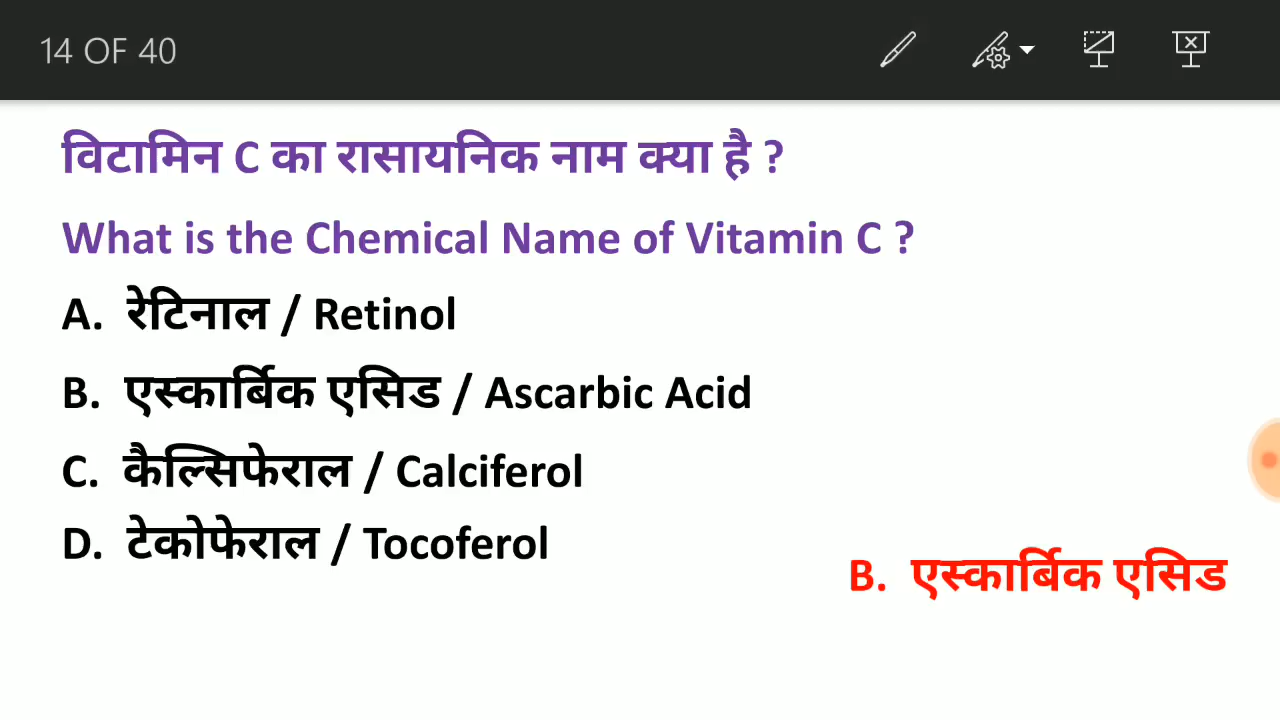 14 OF 40
विटामिन C का रासायनिक नाम क्या है ?
What is the Chemical Name of Vitamin C ?
A. रेटिनाल / Retinol
B. एस्कार्बिक एसिड / Ascarbic Acid
C. कैल्सिफेराल / Calciferol
D. टेकोफेराल / Tocoferol
B. एस्कार्बिक एसिड